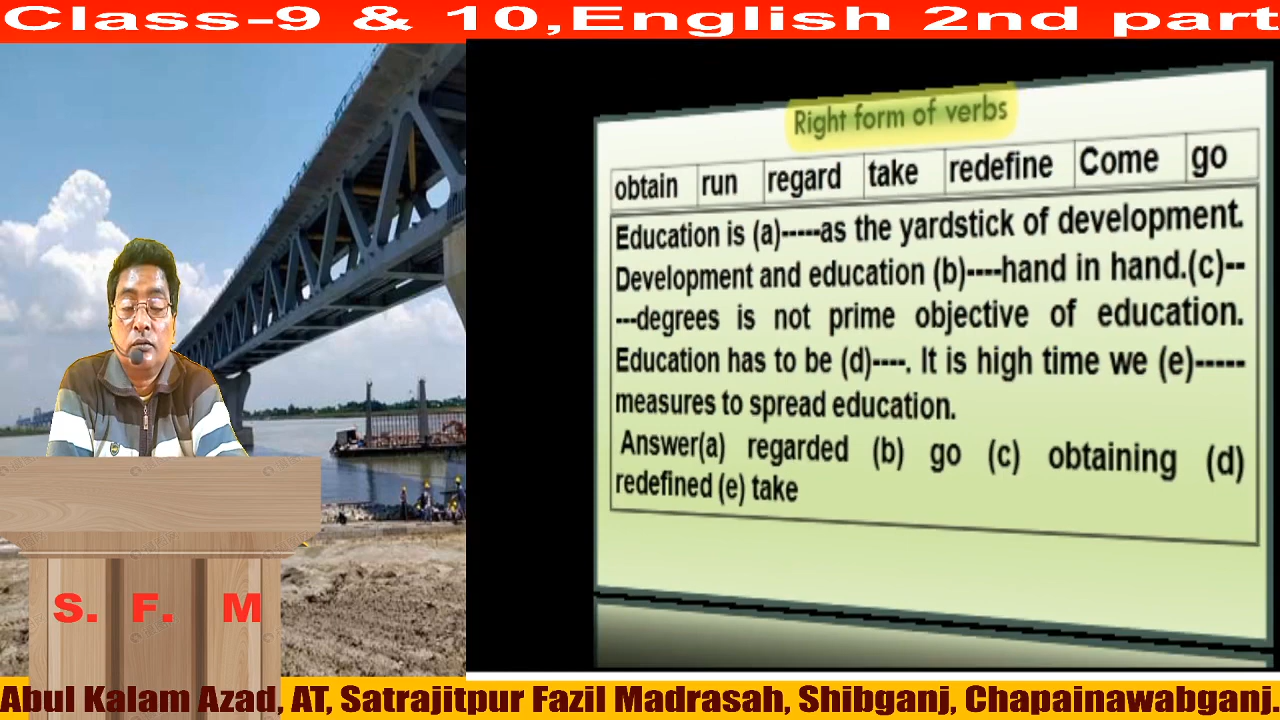 Class-9 & 10,English 2nd part
Right form of verbs
obtain run regard take redefine Come go
Education is (a)-----as the yardstick of development.
Development and education (b)----hand in hand.(c)--
---degrees is not prime objective of education.
Education has to be (d)----. It is high time we (e)-----
measures to spread education.
Answer(a) regarded (b) go (c) obtaining (d)
redefined (e) take
S. F. M
Abul Kalam Azad, AT, Satrajitpur Fazil Madrasah, Shibganj, Chapainawabganj.